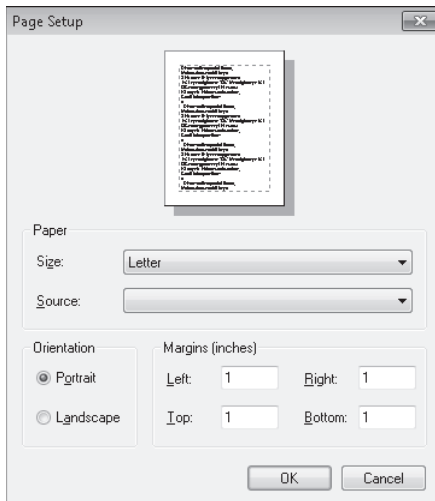 Page Setup
Paper
Size: Letter
Source:
Orientation
Portrait
Landscape
Margins (inches)
Left: 1 Right: 1
Top: 1 Bottom: 1
OK Cancel